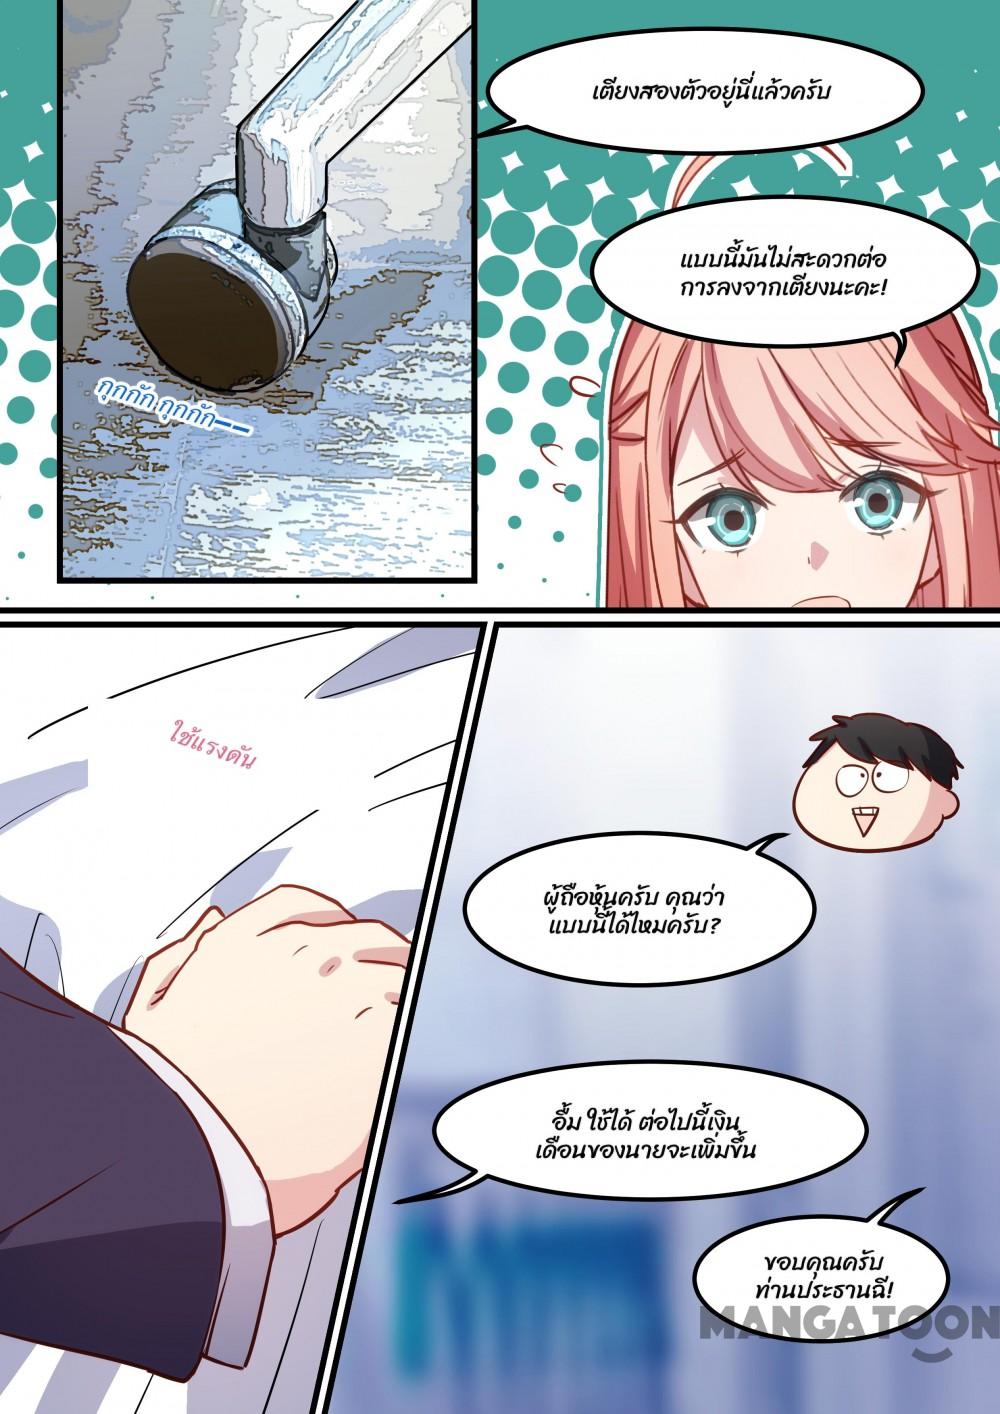 เตียงสองตัวอยู่นี่แล้วครับ
แบบนี้มันไม่สะดวกต่อ
การลงจากเตียงนะคะ!
กุกกัก กุกกัก——
ใช้แรงดัน
ผู้ถือหุ้นครับ คุณว่า
แบบนี้ได้ไหมครับ?
อื้ม ใช้ได้ ต่อไปนี้เงิน
เดือนของนายจะเพิ่มขึ้น
ขอบคุณครับ
ท่านประธานฉี!
MANGATOON